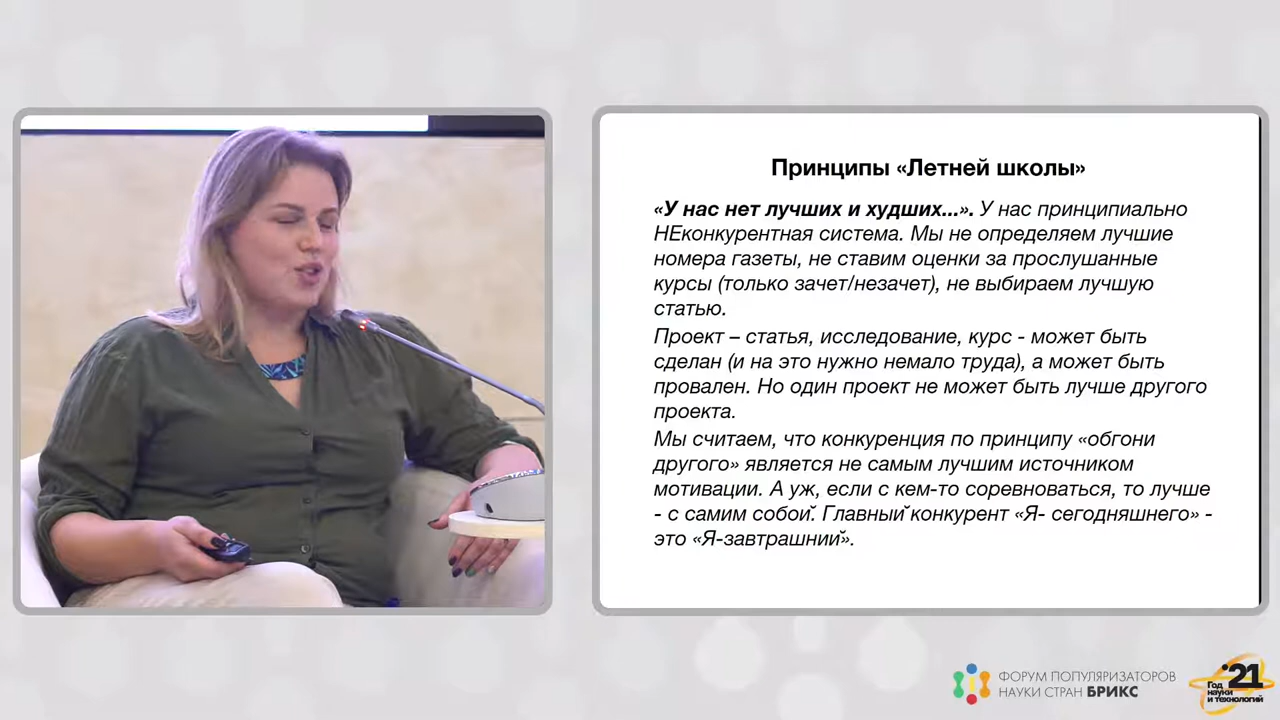 Принципы «Летней школы»
«У нас нет лучших и худших...». У нас принципиально
НЕконкурентная система. Мы не определяем лучшие
номера газеты, не ставим оценки за прослушанные
курсы (только зачет/незачет), не выбираем лучшую
статью.
Проект – статья, исследование, курс - может быть
сделан (и на это нужно немало труда), а может быть
провален. Но один проект не может быть лучше другого
проекта.
Мы считаем, что конкуренция по принципу «обгони
другого» является не самым лучшим источником
мотивации. А уж, если с кем-то соревноваться, то лучше
- с самим собой. Главный конкурент «Я- сегодняшнего» -
это «Я-завтрашний».
ФОРУМ ПОПУЛЯРИЗАТОРОВ
НАУКИ СТРАН БРИКС
'21
Год
науки
и технологий